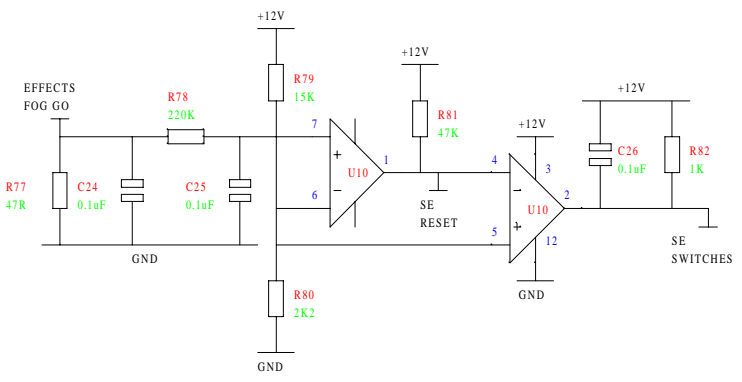 +12V
R79
15K
+12V
R81
47K
EFFECTS
FOG GO
R78
220K
7
+
U10
1
6
−
R77
47R
C24
0.1uF
C25
0.1uF
GND
SE
RESET
R80
2K2
GND
+12V
4
−
3
U10
2
5
+
12
GND
+12V
C26
0.1uF
R82
1K
SE
SWITCHES